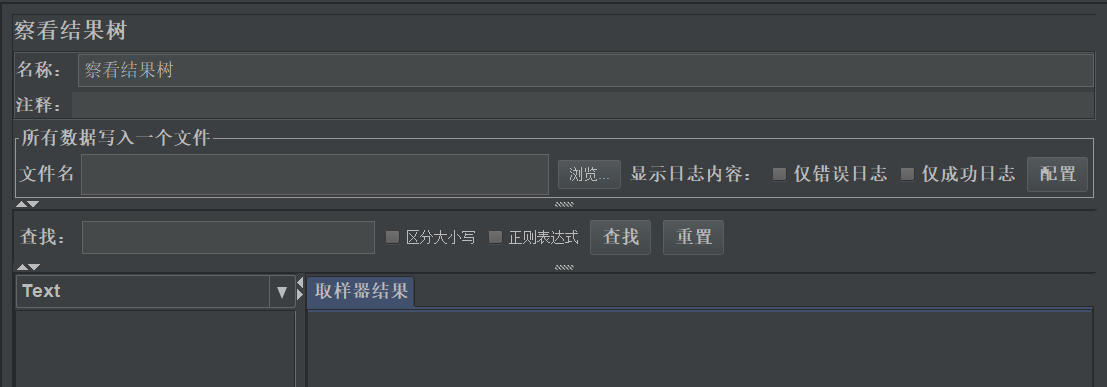 察看结果树
名称： 察看结果树
注释：
所有数据写入一个文件
文件名 浏览... 显示日志内容： 仅错误日志 仅成功日志 配置
查找： 区分大小写 正则表达式 查找 重置
Text 取样器结果